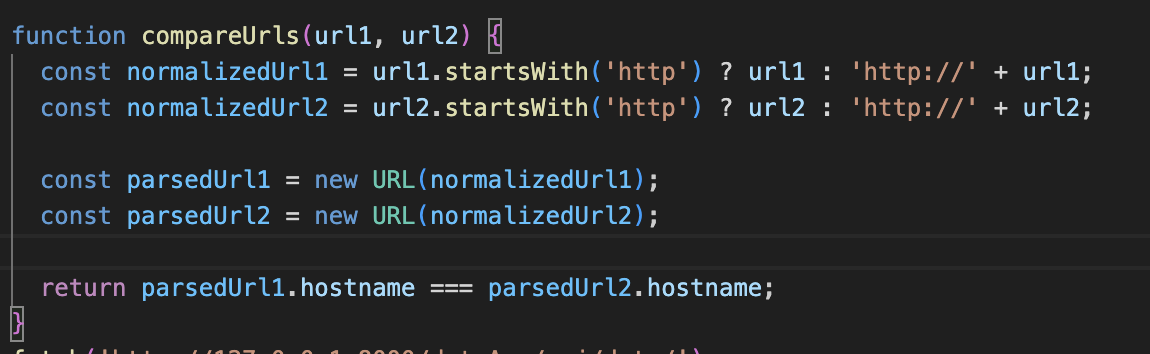 function compareUrls(url1, url2) {
const normalizedUrl1 = url1.startsWith('http') ? url1 : 'http://' + url1;
const normalizedUrl2 = url2.startsWith('http') ? url2 : 'http://' + url2;
const parsedUrl1 = new URL(normalizedUrl1);
const parsedUrl2 = new URL(normalizedUrl2);
return parsedUrl1.hostname === parsedUrl2.hostname;
}